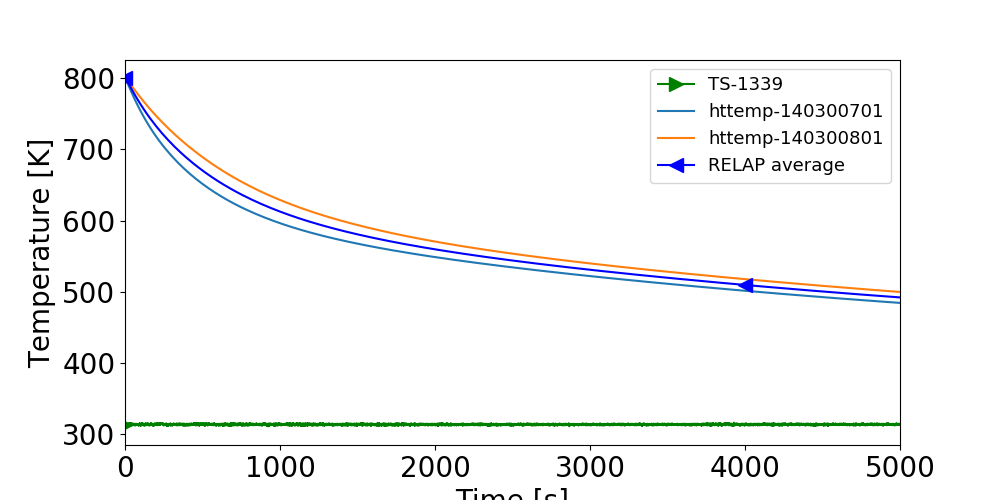 800
700
600
500
400
300
Temperature [K]
TS-1339
httemp-140300701
httemp-140300801
RELAP average
0 1000 2000 3000 4000 5000
Time [s]